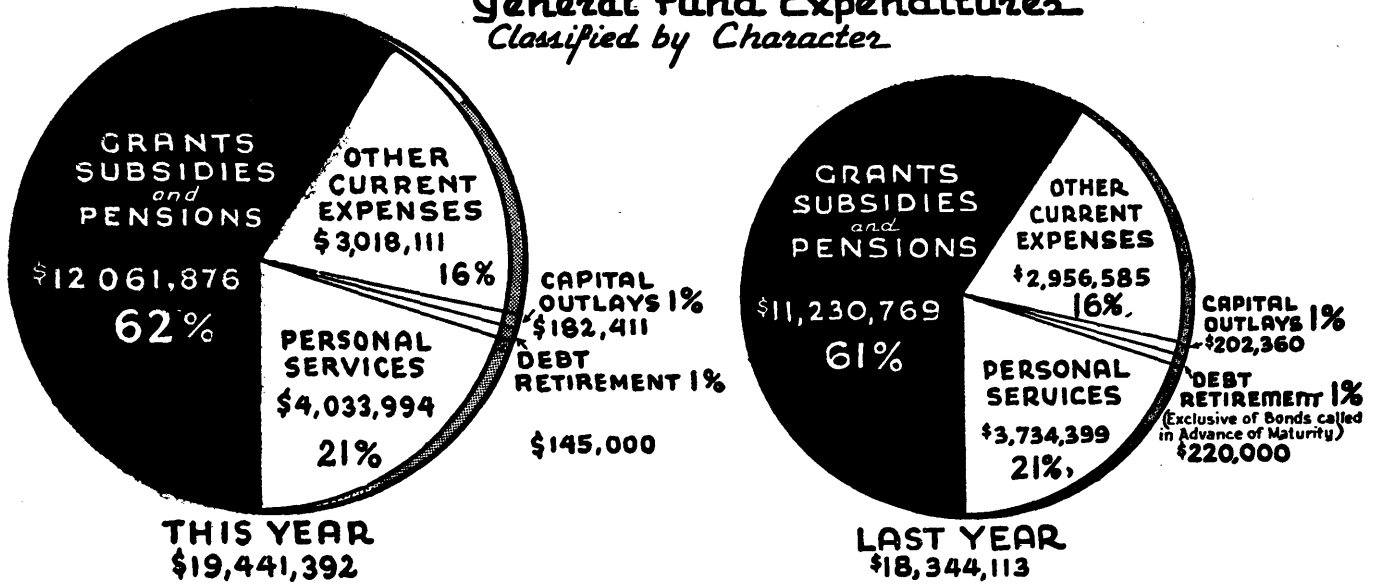 General Fund Expenditures
Classified by Character
GRANTS
SUBSIDIES
and
PENSIONS
$12 061,876
62%
OTHER
CURRENT
EXPENSES
$3,018,111
16%
CAPITAL
OUTLAYS 1%
$182,411
DEBT
RETIREMENT 1%
$145,000
PERSONAL
SERVICES
$4,033,994
21%
THIS YEAR
$19,441,392
GRANTS
SUBSIDIES
and
PENSIONS
$11,230,769
61%
OTHER
CURRENT
EXPENSES
$2,956,585
16%.
CAPITAL
OUTLAYS 1%
$202,360
DEBT
RETIREMENT 1%
(Exclusive of Bonds called
in Advance of Maturity)
$220,000
PERSONAL
SERVICES
$3,734,399
21%,
LAST YEAR
$18,344,113